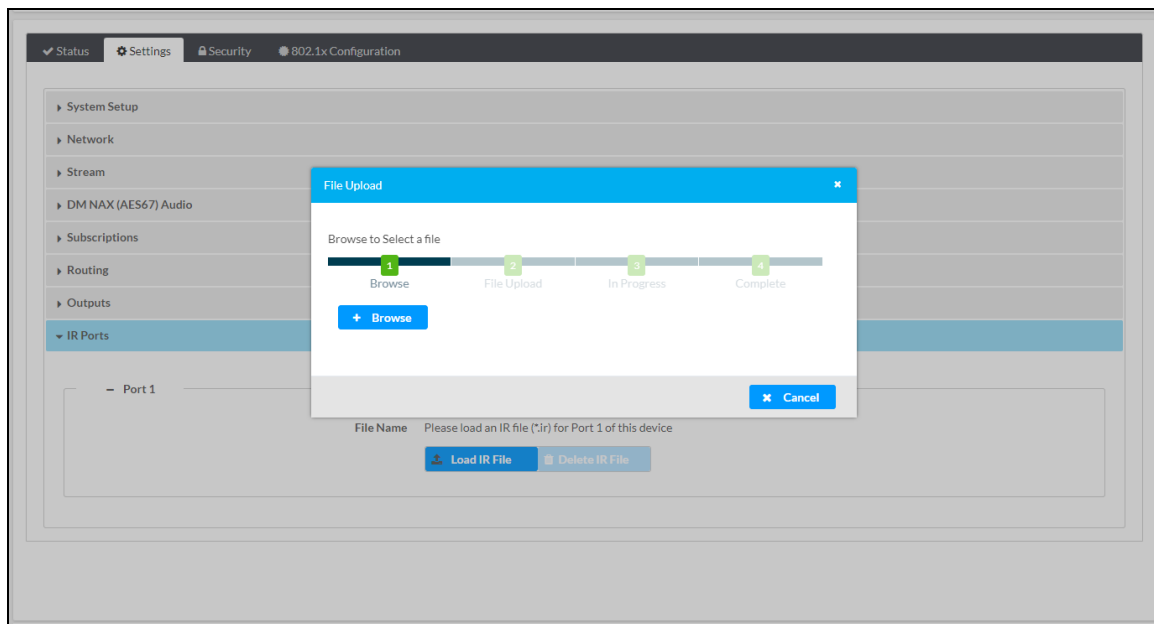 Status Settings Security 802.1x Configuration
System Setup
Network
Stream
DM NAX (AES67) Audio
Subscriptions
Routing
Outputs
IR Ports
Port 1
File Name Please load an IR file (*.ir) for Port 1 of this device
Load IR File Delete IR File
File Upload
Browse to Select a file
1 2 3 4
Browse File Upload In Progress Complete
+ Browse
Cancel